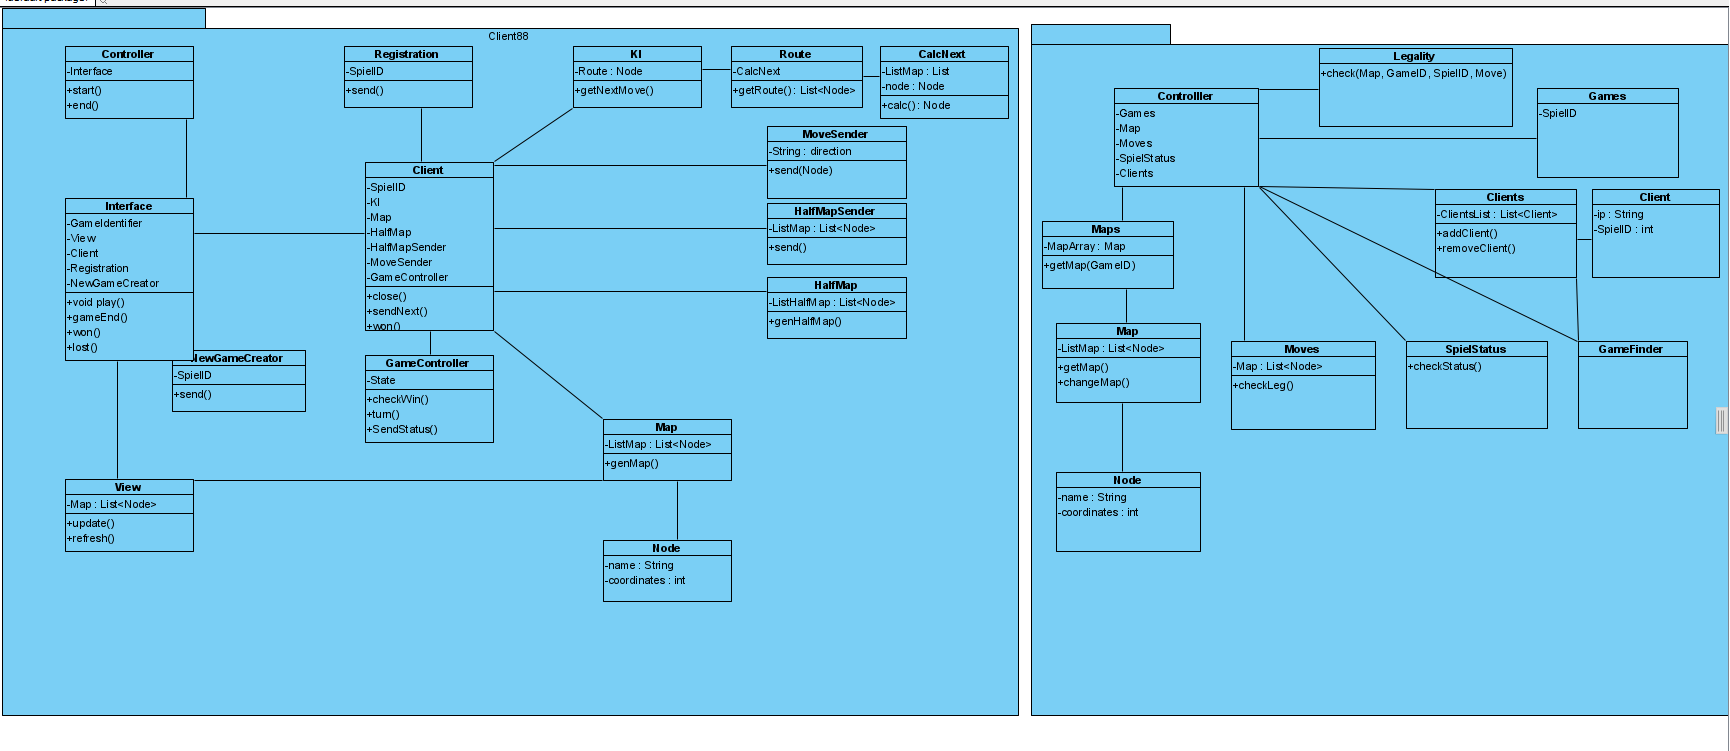 Client88
Controller
-Interface
+start()
+end()
Registration
-SpielID
+send()
KI
-Route : Node
+getNextMove()
Route
-CalcNext
+getRoute() : List<Node>
CalcNext
-ListMap : List
-node : Node
+calc() : Node
MoveSender
-String : direction
+send(Node)
Client
-SpielID
-KI
-Map
-HalfMap
-HalfMapSender
-MoveSender
-GameController
+close()
+sendNext()
+won()
HalfMapSender
-ListMap : List<Node>
+send()
HalfMap
-ListHalfMap : List<Node>
+genHalfMap()
Interface
-GameIdentifier
-View
-Client
-Registration
-NewGameCreator
+void play()
+gameEnd()
+won()
+lost()
NewGameCreator
-SpielID
+send()
GameController
-State
+checkWin()
+turn()
+SendStatus()
Map
-ListMap : List<Node>
+genMap()
View
-Map : List<Node>
+update()
+refresh()
Node
-name : String
-coordinates : int
Legality
+check(Map, GameID, SpielID, Move)
Controlller
-Games
-Map
-Moves
-SpielStatus
-Clients
Games
-SpielID
Clients
-ClientsList : List<Client>
+addClient()
+removeClient()
Client
-ip : String
-SpielID : int
Maps
-MapArray : Map
+getMap(GameID)
Map
-ListMap : List<Node>
+getMap()
+changeMap()
Moves
-Map : List<Node>
+checkLeg()
SpielStatus
+checkStatus()
GameFinder
Node
-name : String
-coordinates : int